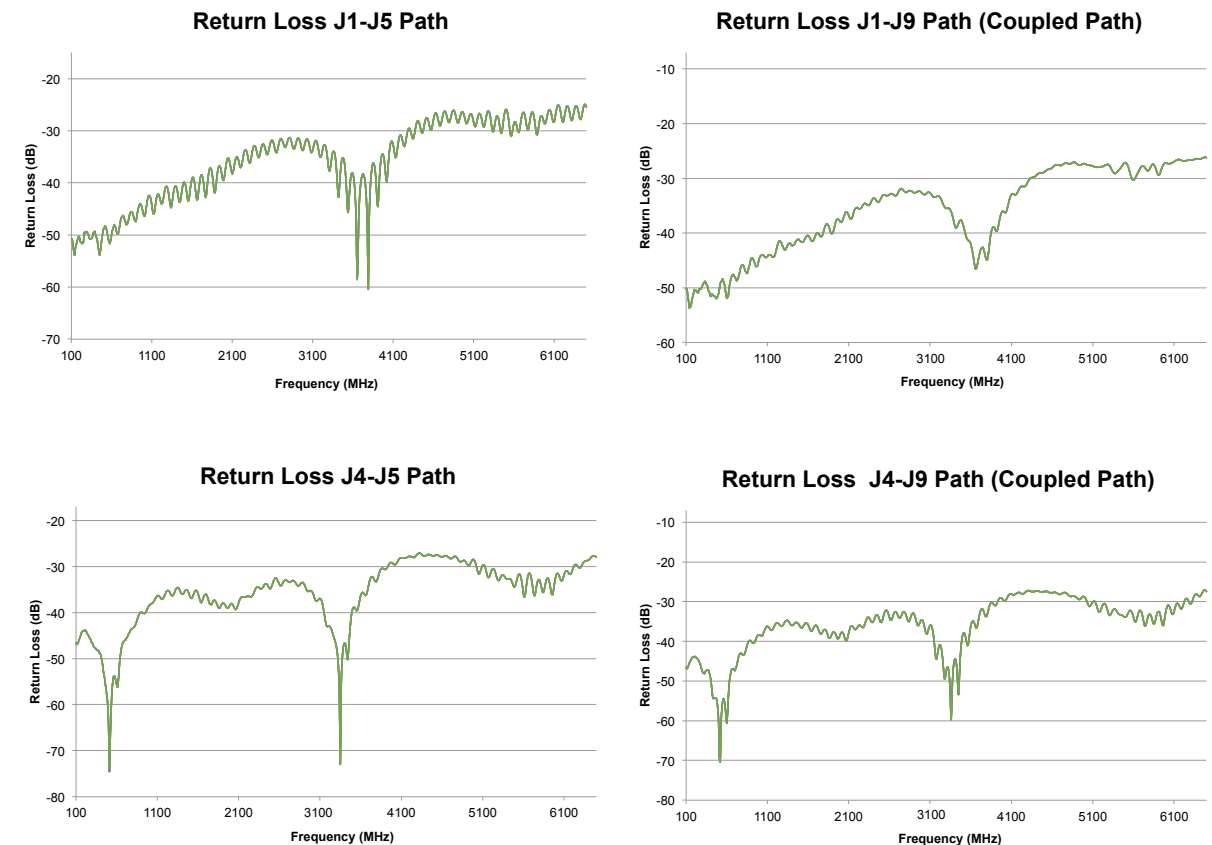 Return Loss J1-J5 Path
-20
-30
-40
-50
-60
-70
Return Loss (dB)
100 1100 2100 3100 4100 5100 6100
Frequency (MHz)
Return Loss J1-J9 Path (Coupled Path)
-10
-20
-30
-40
-50
-60
Return Loss (dB)
100 1100 2100 3100 4100 5100 6100
Frequency (MHz)
Return Loss J4-J5 Path
-20
-30
-40
-50
-60
-70
-80
Return Loss (dB)
100 1100 2100 3100 4100 5100 6100
Frequency (MHz)
Return Loss  J4-J9 Path (Coupled Path)
-10
-20
-30
-40
-50
-60
-70
-80
Return Loss (dB)
100 1100 2100 3100 4100 5100 6100
Frequency (MHz)